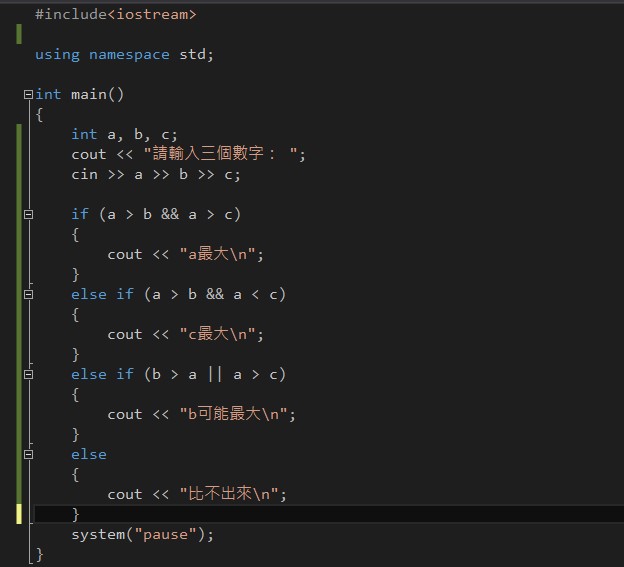 #include<iostream>
using namespace std;
int main()
{
int a, b, c;
cout << "請輸入三個數字： ";
cin >> a >> b >> c;
if (a > b && a > c)
{
cout << "a最大\n";
}
else if (a > b && a < c)
{
cout << "c最大\n";
}
else if (b > a || a > c)
{
cout << "b可能最大\n";
}
else
{
cout << "比不出來\n";
}
system("pause");
}